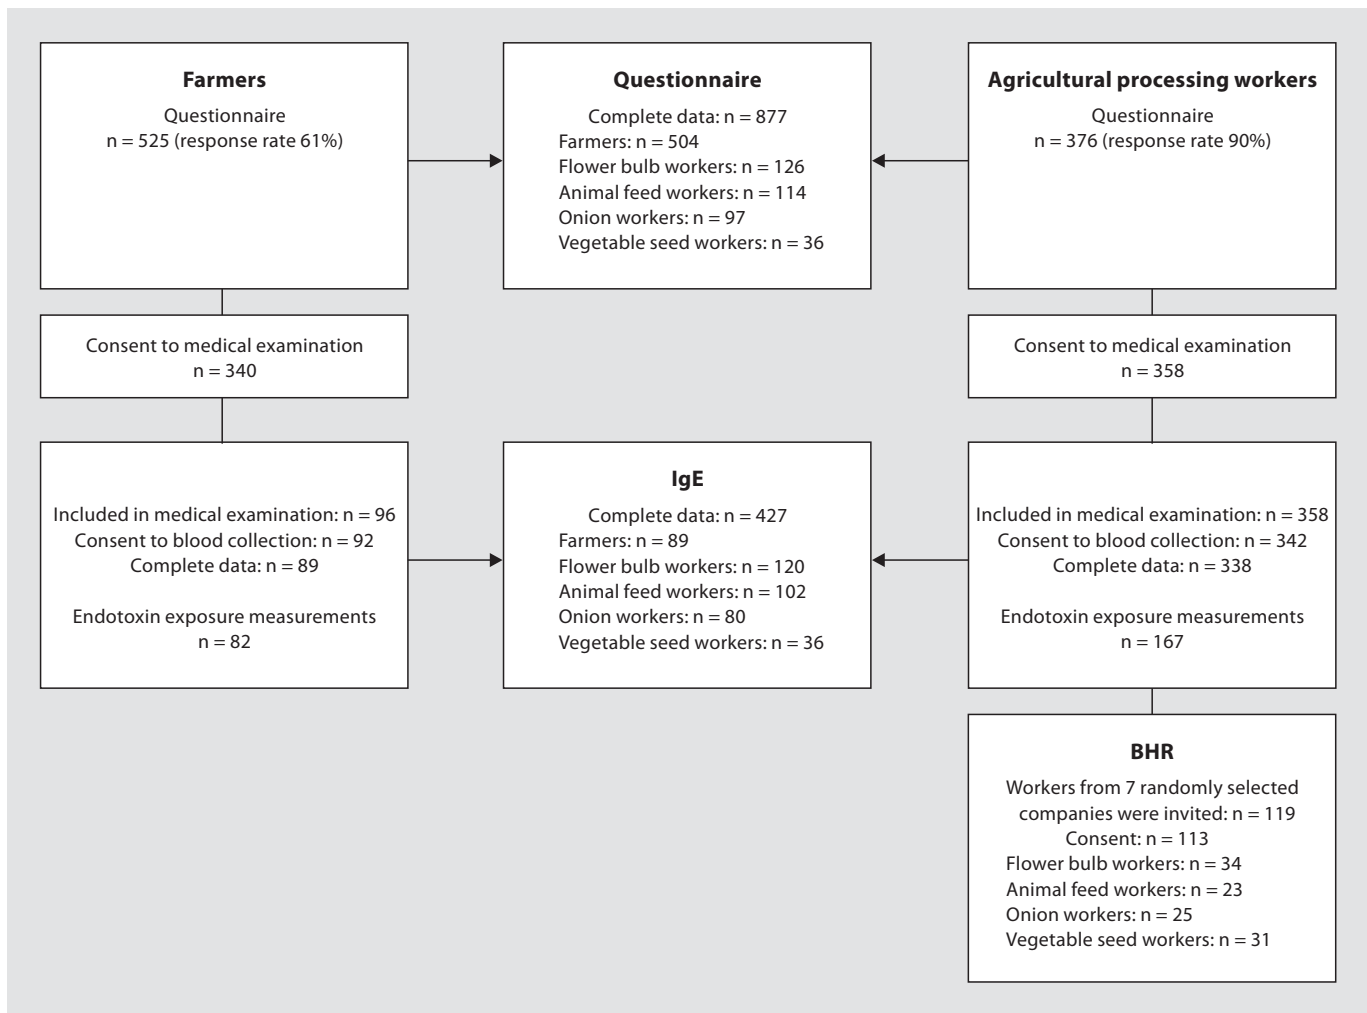 Farmers
Questionnaire
n = 525 (response rate 61%)
Questionnaire
Complete data: n = 877
Farmers: n = 504
Flower bulb workers: n = 126
Animal feed workers: n = 114
Onion workers: n = 97
Vegetable seed workers: n = 36
Agricultural processing workers
Questionnaire
n = 376 (response rate 90%)
Consent to medical examination
n = 340
Consent to medical examination
n = 358
Included in medical examination: n = 96
Consent to blood collection: n = 92
Complete data: n = 89
Endotoxin exposure measurements
n = 82
IgE
Complete data: n = 427
Farmers: n = 89
Flower bulb workers: n = 120
Animal feed workers: n = 102
Onion workers: n = 80
Vegetable seed workers: n = 36
Included in medical examination: n = 358
Consent to blood collection: n = 342
Complete data: n = 338
Endotoxin exposure measurements
n = 167
BHR
Workers from 7 randomly selected
companies were invited: n = 119
Consent: n = 113
Flower bulb workers: n = 34
Animal feed workers: n = 23
Onion workers: n = 25
Vegetable seed workers: n = 31